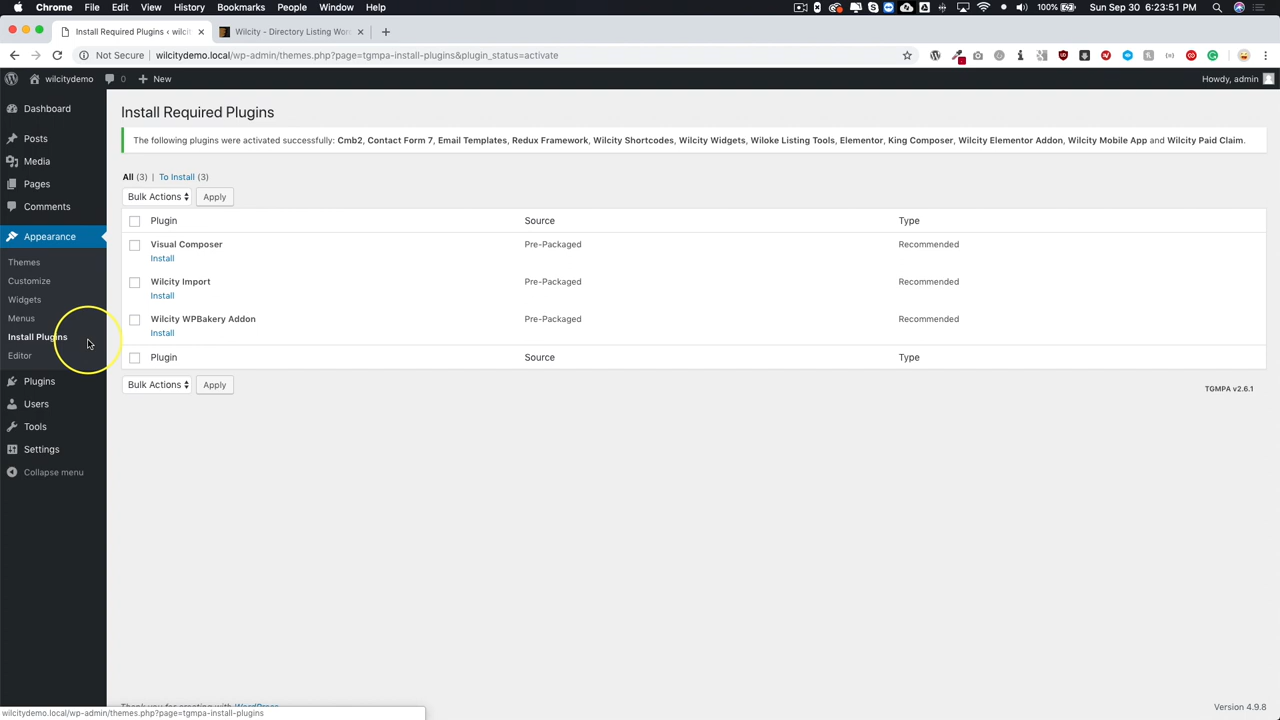 Chrome File Edit View History Bookmarks People Window Help 100% Sun Sep 30 6:23:51 PM
Install Required Plugins ‹ wilcit
Wilcity - Directory Listing Wor
Not Secure wilcitydemo.local/wp-admin/themes.php?page=tgmpa-install-plugins&plugin_status=activate
wilcitydemo 0 New Howdy, admin
Dashboard
Posts
Media
Pages
Comments
Appearance
Themes
Customize
Widgets
Menus
Install Plugins
Editor
Plugins
Users
Tools
Settings
Collapse menu
Install Required Plugins
The following plugins were activated successfully: Cmb2, Contact Form 7, Email Templates, Redux Framework, Wilcity Shortcodes, Wilcity Widgets, Wiloke Listing Tools, Elementor, King Composer, Wilcity Elementor Addon, Wilcity Mobile App and Wilcity Paid Claim.
All (3) | To Install (3)
Bulk Actions Apply
Plugin Source Type
Visual Composer Pre-Packaged Recommended
Install
Wilcity Import Pre-Packaged Recommended
Install
Wilcity WPBakery Addon Pre-Packaged Recommended
Install
Plugin Source Type
Bulk Actions Apply
TGMPA v2.6.1
Thank you for creating with WordPress
Version 4.9.8
wilcitydemo.local/wp-admin/themes.php?page=tgmpa-install-plugins